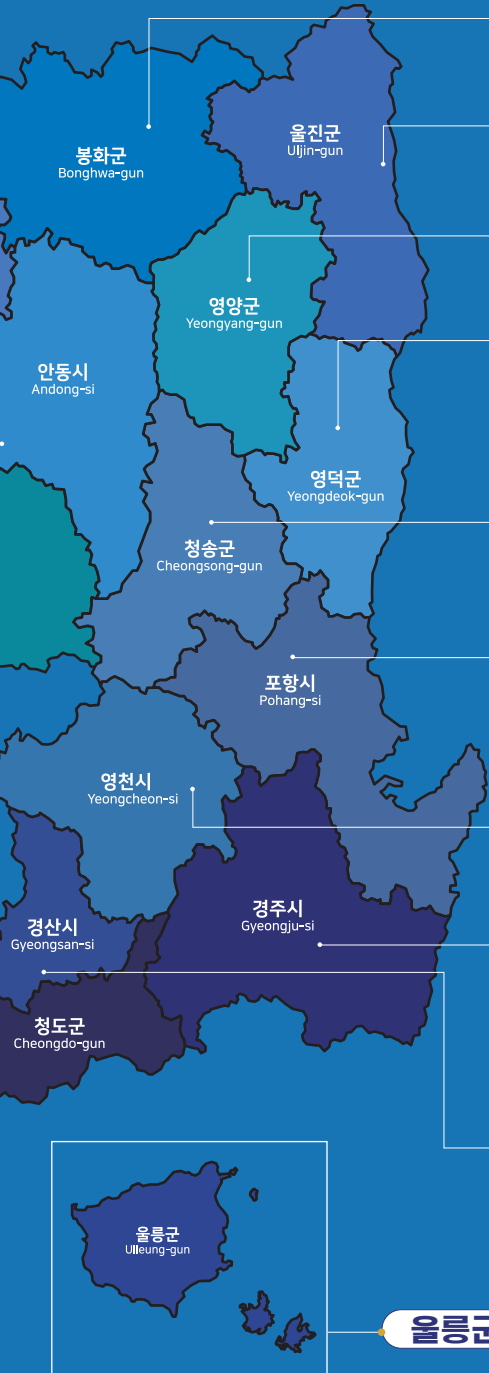 울진군
Uljin-gun
봉화군
Bonghwa-gun
영양군
Yeongyang-gun
안동시
Andong-si
영덕군
Yeongdeok-gun
청송군
Cheongsong-gun
포항시
Pohang-si
영천시
Yeongcheon-si
경주시
Gyeongju-si
경산시
Gyeongsan-si
청도군
Cheongdo-gun
울릉군
Ulleung-gun
울릉군